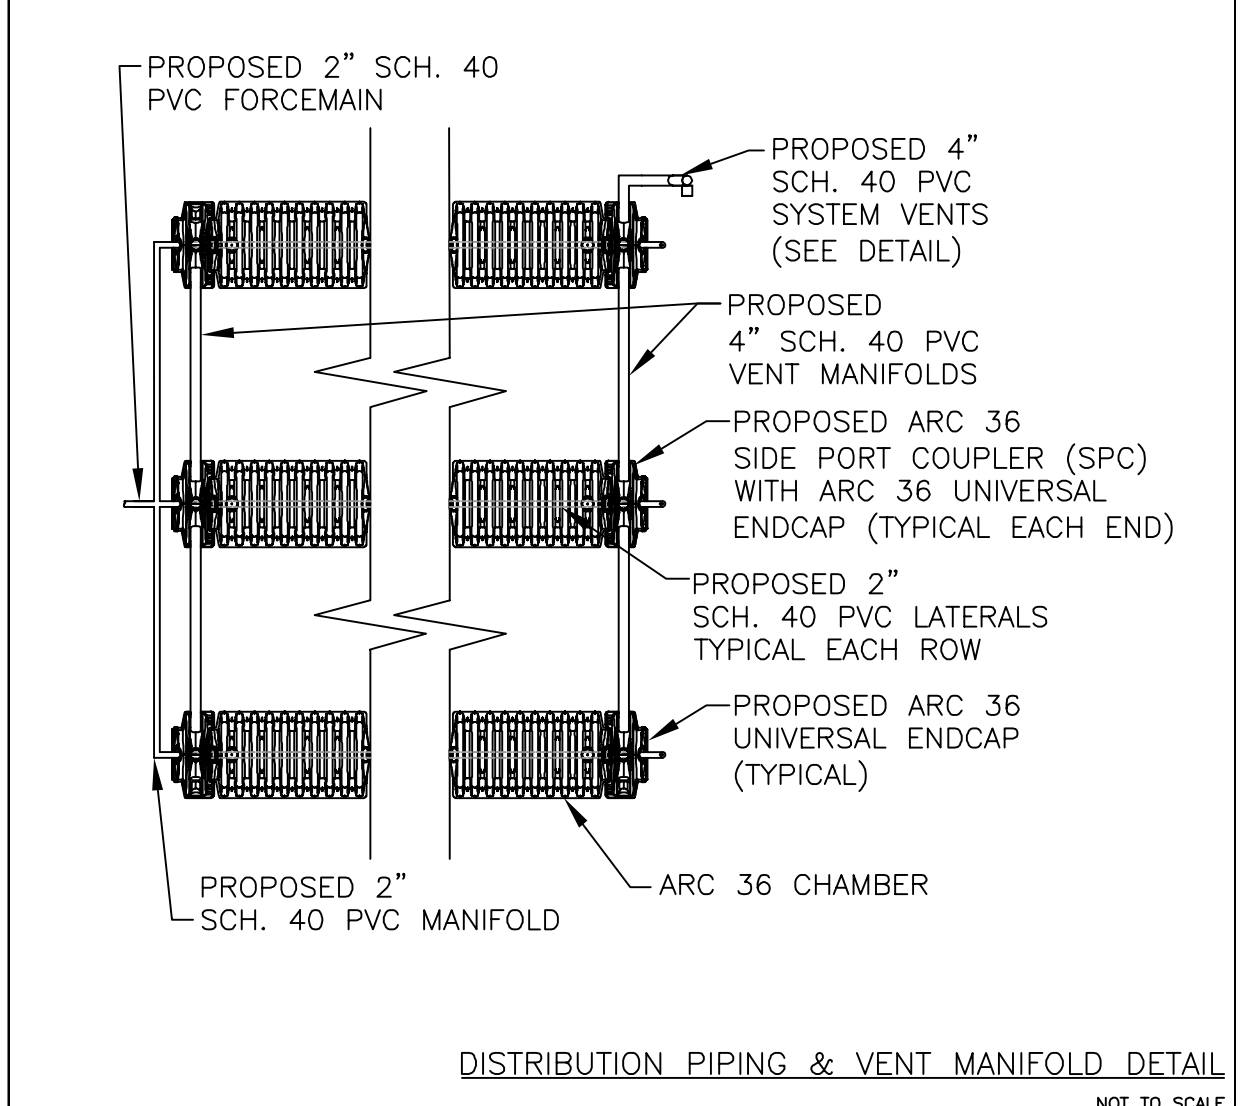 PROPOSED 2" SCH. 40
PVC FORCEMAIN
PROPOSED 4"
SCH. 40 PVC
SYSTEM VENTS
(SEE DETAIL)
PROPOSED
4" SCH. 40 PVC
VENT MANIFOLDS
PROPOSED ARC 36
SIDE PORT COUPLER (SPC)
WITH ARC 36 UNIVERSAL
ENDCAP (TYPICAL EACH END)
PROPOSED 2"
SCH. 40 PVC LATERALS
TYPICAL EACH ROW
PROPOSED ARC 36
UNIVERSAL ENDCAP
(TYPICAL)
ARC 36 CHAMBER
PROPOSED 2"
SCH. 40 PVC MANIFOLD
DISTRIBUTION PIPING & VENT MANIFOLD DETAIL
NOT TO SCALE